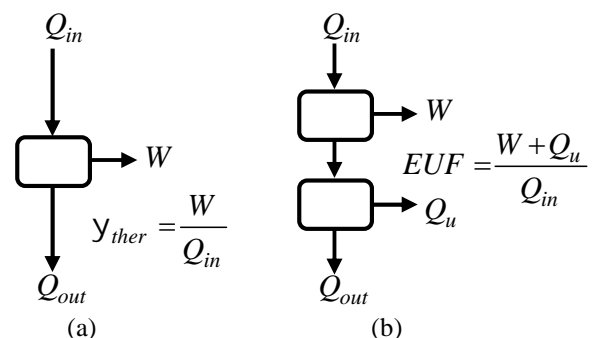 Q_in
W
y_ther = W / Q_in
Q_out
(a)
Q_in
W
EUF = (W + Q_u) / Q_in
Q_u
Q_out
(b)